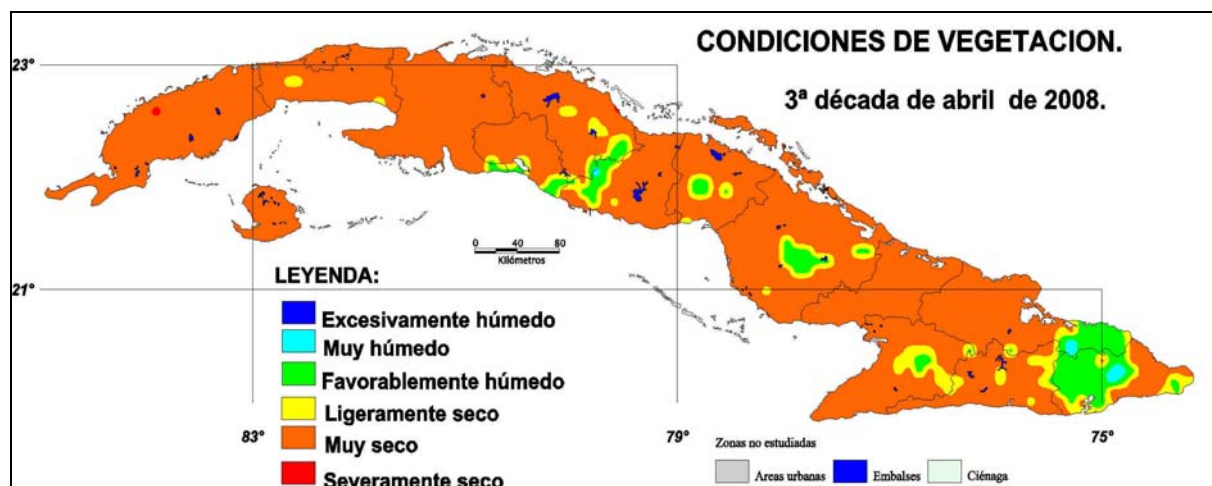 CONDICIONES DE VEGETACION.
3ª década de abril de 2008.
23°
21°
0 40 80
Kilómetros
LEYENDA:
Excesivamente húmedo
Muy húmedo
Favorablemente húmedo
Ligeramente seco
Muy seco
Severamente seco
83°
79°
75°
Zonas no estudiadas
Areas urbanas
Embalses
Ciénaga